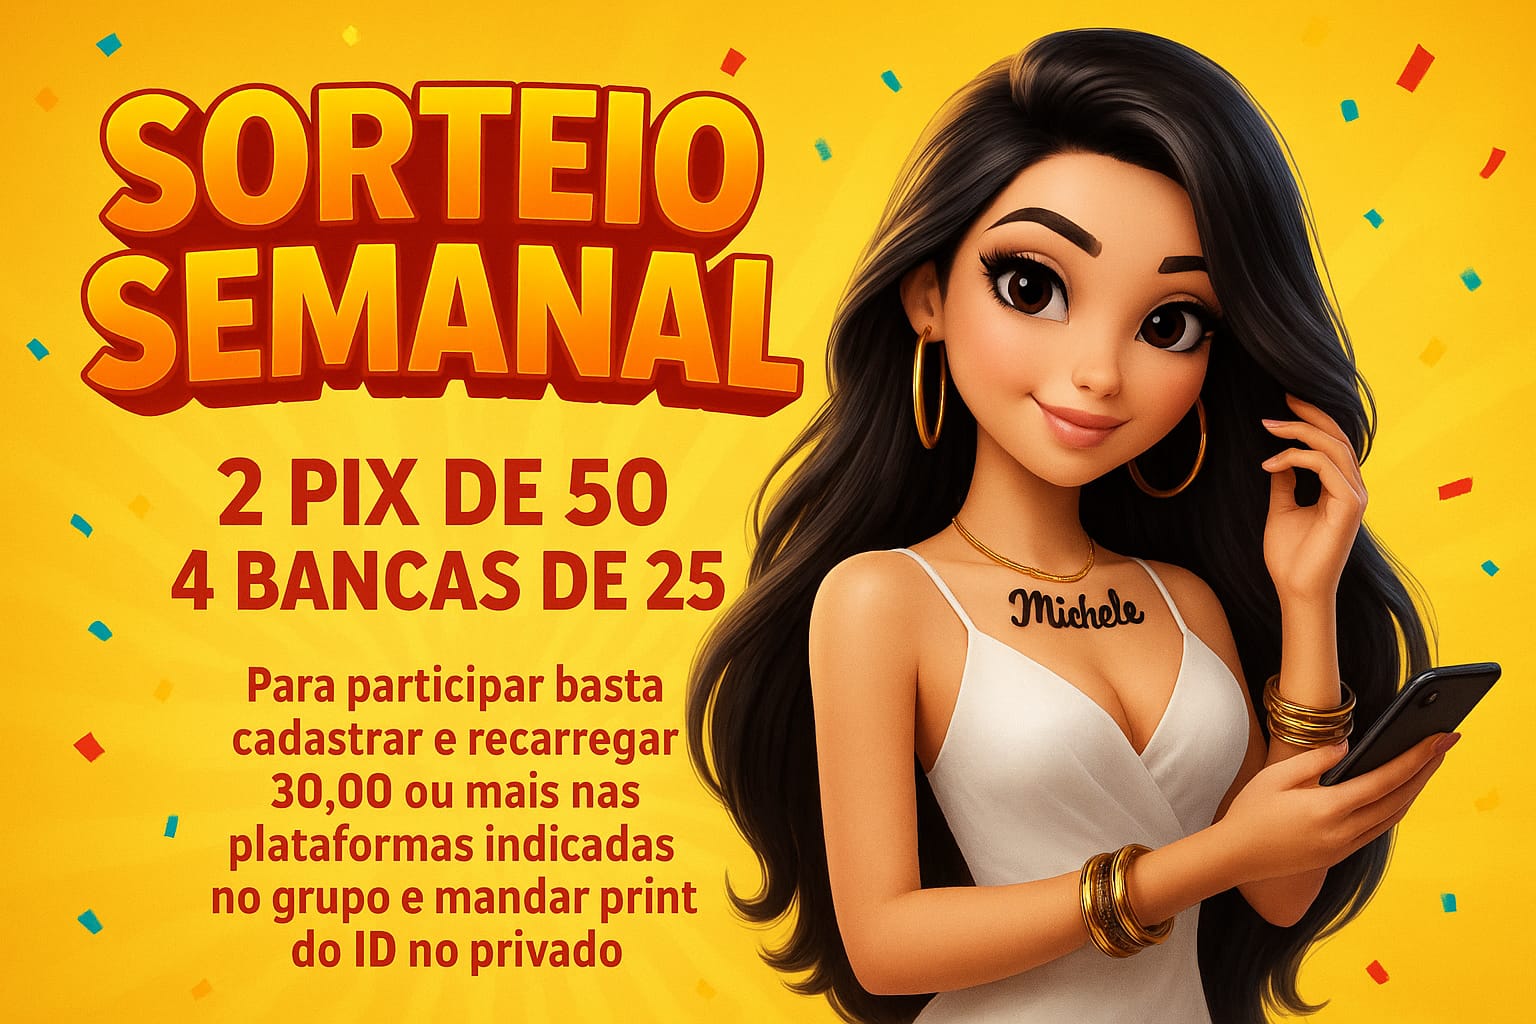 SORTEIO
SEMANAL
2 PIX DE 50
4 BANCAS DE 25
Para participar basta
cadastrar e recarregar
30,00 ou mais nas
plataformas indicadas
no grupo e mandar print
do ID no privado
Michele